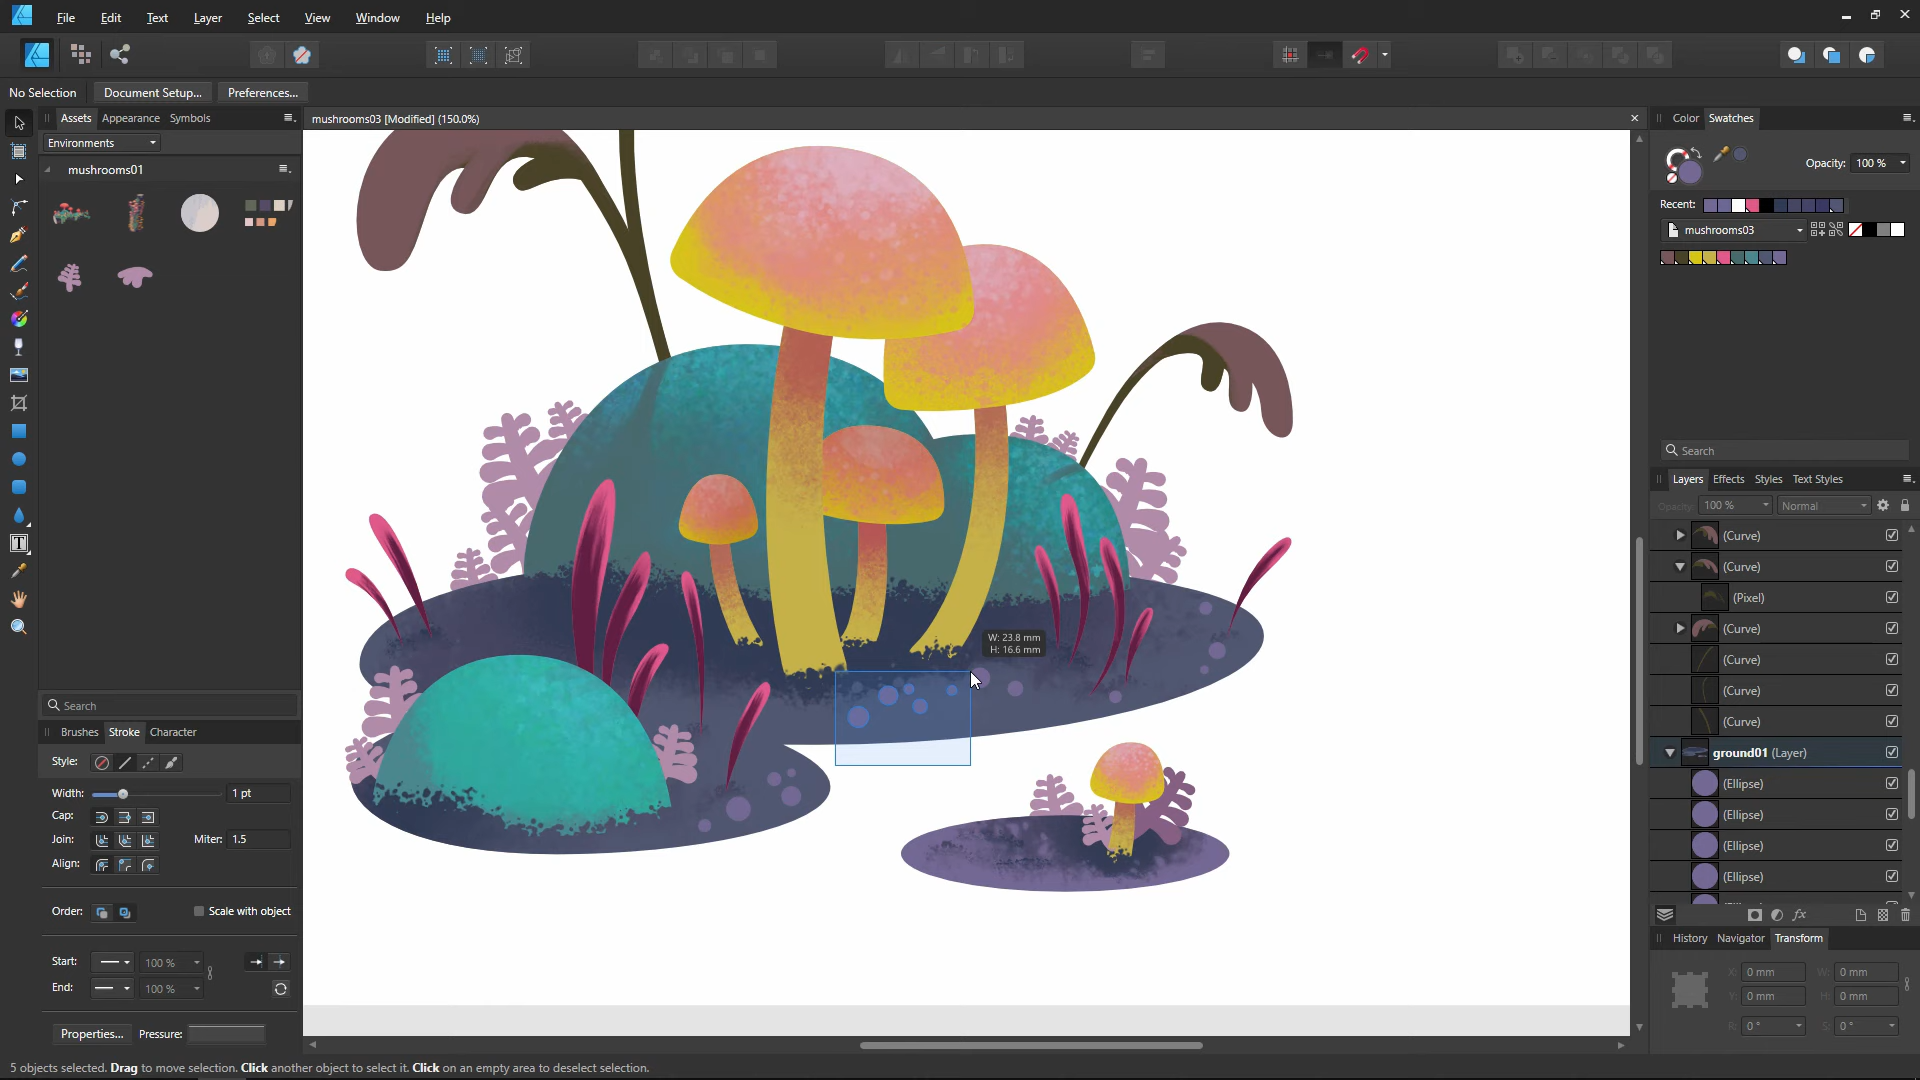 File Edit Text Layer Select View Window Help
No Selection Document Setup... Preferences...
Assets Appearance Symbols
mushrooms03 [Modified] (150.0%)
Color Swatches
Environments
mushrooms01
Opacity: 100 %
Recent:
mushrooms03
Search
Layers Effects Styles Text Styles
Opacity: 100 % Normal
(Curve)
(Curve)
(Pixel)
(Curve)
(Curve)
(Curve)
(Curve)
ground01 (Layer)
(Ellipse)
(Ellipse)
(Ellipse)
(Ellipse)
W: 23.8 mm
H: 16.6 mm
Search
Brushes Stroke Character
Style:
Width: 1 pt
Cap:
Join: Miter: 1.5
Align:
Order: Scale with object
Start: 100 %
End: 100 %
Properties... Pressure:
fx
History Navigator Transform
X: 0 mm W: 0 mm
Y: 0 mm H: 0 mm
R: 0 ° S: 0 °
5 objects selected. Drag to move selection. Click another object to select it. Click on an empty area to deselect selection.